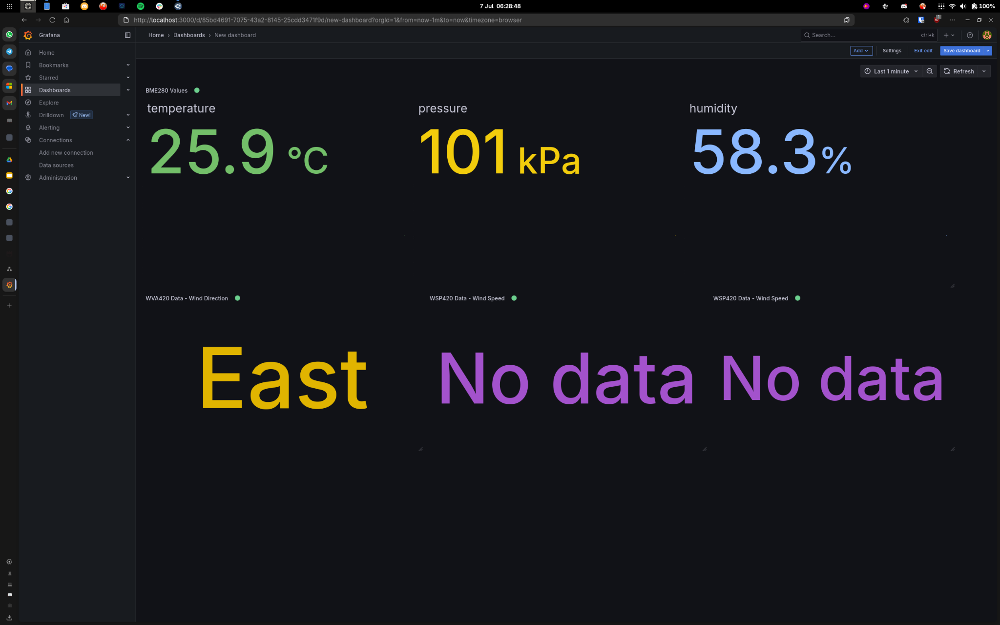 7 Jul 06:28:48
100%
http://localhost:3000/d/85bd4691-7075-43a2-8145-25cdd3471f9d/new-dashboard?orgId=1&from=now-1m&to=now&timezone=browser
1
Grafana
Home › Dashboards › New dashboard
Search...
ctrl+k
Add
Settings
Exit edit
Save dashboard
Last 1 minute
Refresh
Home
Bookmarks
Starred
Dashboards
Explore
Drilldown
New!
Alerting
Connections
Add new connection
Data sources
Administration
BME280 Values
temperature
25.9 °C
pressure
101 kPa
humidity
58.3%
WVA420 Data - Wind Direction
East
WSP420 Data - Wind Speed
No data
WSP420 Data - Wind Speed
No data